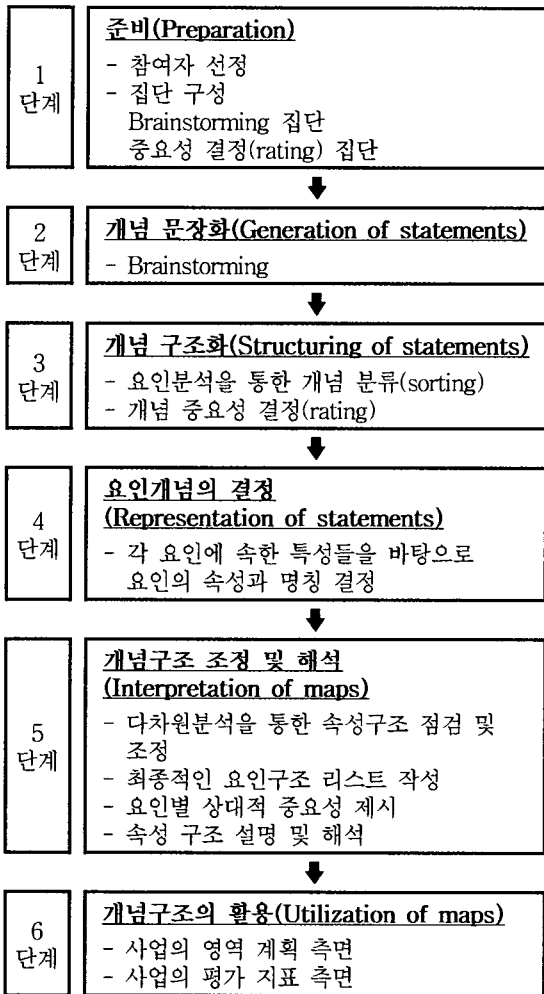 1
단계
준비(Preparation)
- 참여자 선정
- 집단 구성
Brainstorming 집단
중요성 결정(rating) 집단
2
단계
개념 문장화(Generation of statements)
- Brainstorming
3
단계
개념 구조화(Structuring of statements)
- 요인분석을 통한 개념 분류(sorting)
- 개념 중요성 결정(rating)
4
단계
요인개념의 결정
(Representation of statements)
- 각 요인에 속한 특성들을 바탕으로
요인의 속성과 명칭 결정
5
단계
개념구조 조정 및 해석
(Interpretation of maps)
- 다차원분석을 통한 속성구조 점검 및
조정
- 최종적인 요인구조 리스트 작성
- 요인별 상대적 중요성 제시
- 속성 구조 설명 및 해석
6
단계
개념구조의 활용(Utilization of maps)
- 사업의 영역 계획 측면
- 사업의 평가 지표 측면